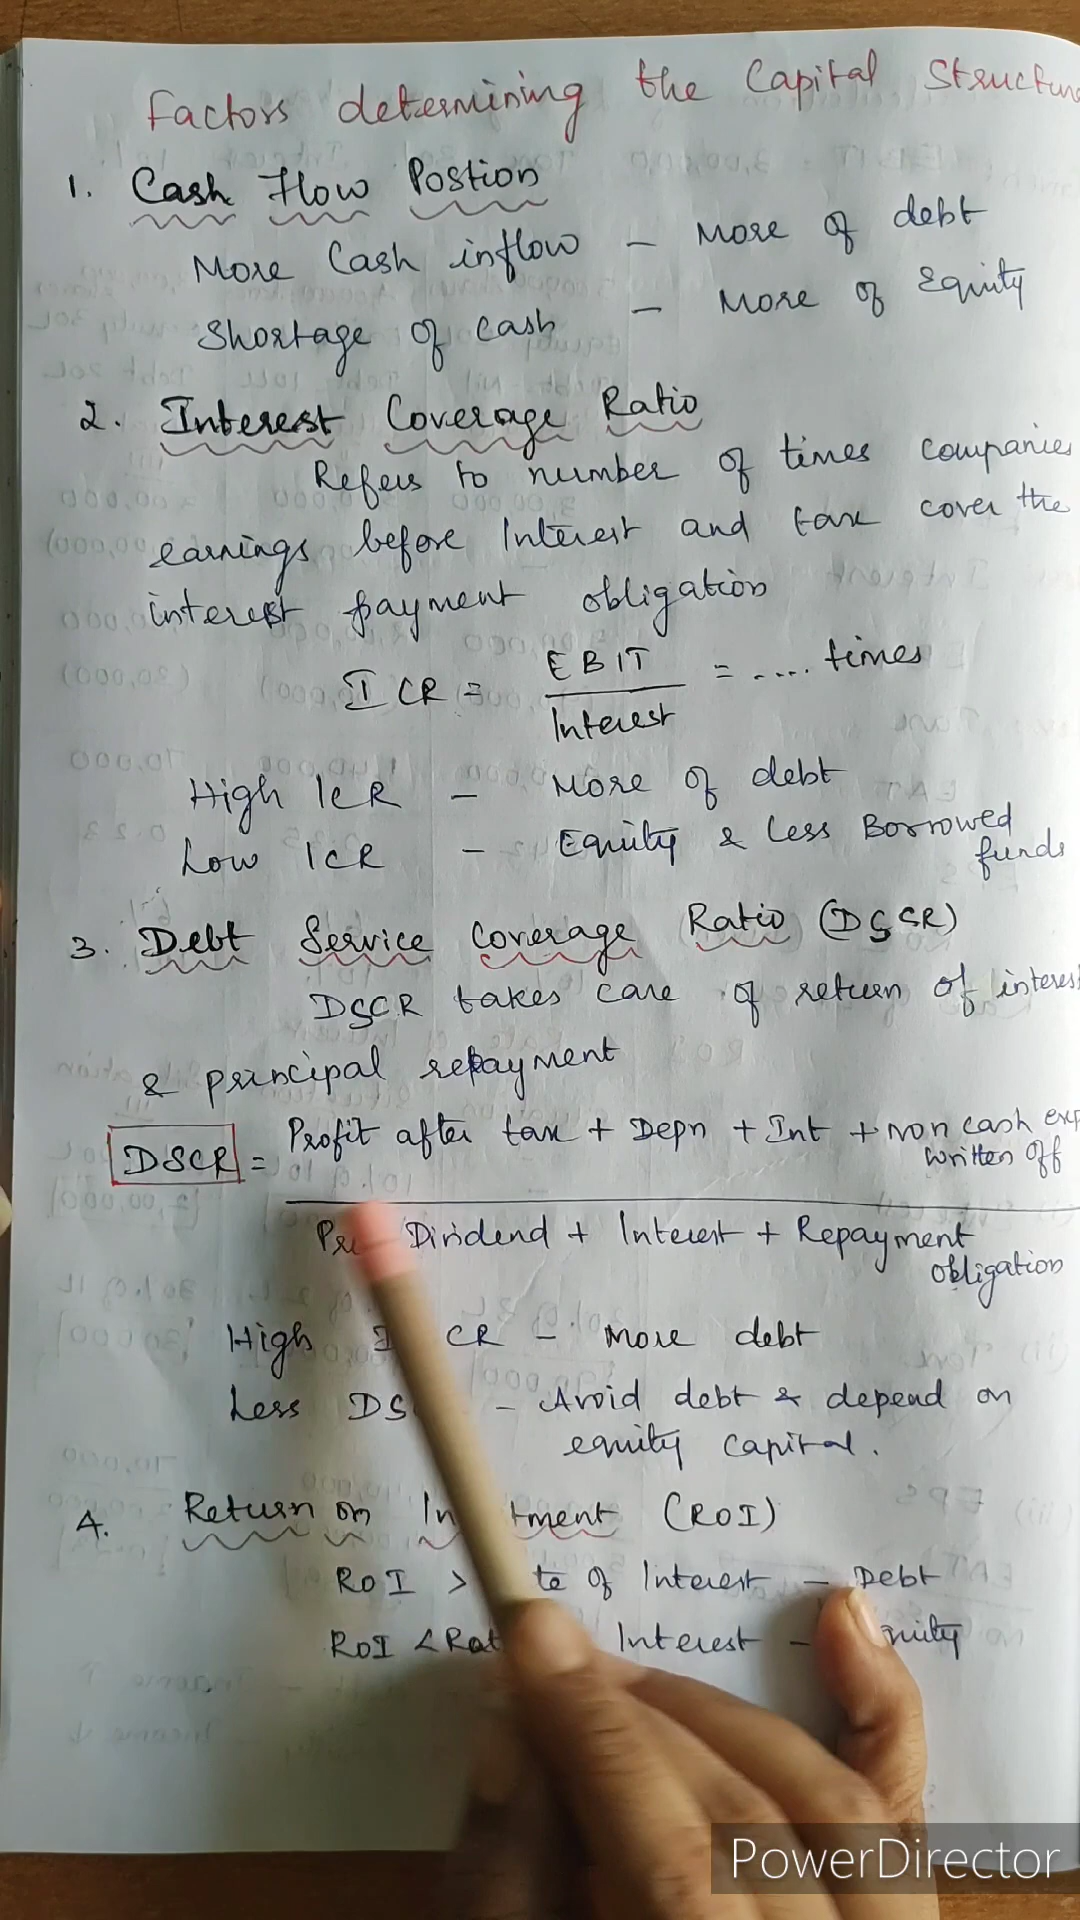 Factors determining the Capital
1. Cash Flow Postion
More Cash inflow – More of debt
Shortage of cash – More of Equity
2. Interest Coverage Ratio
Refers to number of times companies
earnings before Interest and tax cover the
interest payment obligation
ICR = EBIT / Interest = .... times
High ICR – More of debt
Low ICR – Equity & less Borrowed
funds
3. Debt Service Coverage Ratio (DSCR)
DSCR takes care of return of
& principal repayment
DSCR = Profit after tax + Depn + Int + non cash exp
written off
Dividend + Interest + Repayment
obligation
High CR – More debt
Less – Avoid debt & depend on
equity capital.
4. Return on (ROI)
ROI > of Interest – Debt
ROI < Interest –
PowerDirector